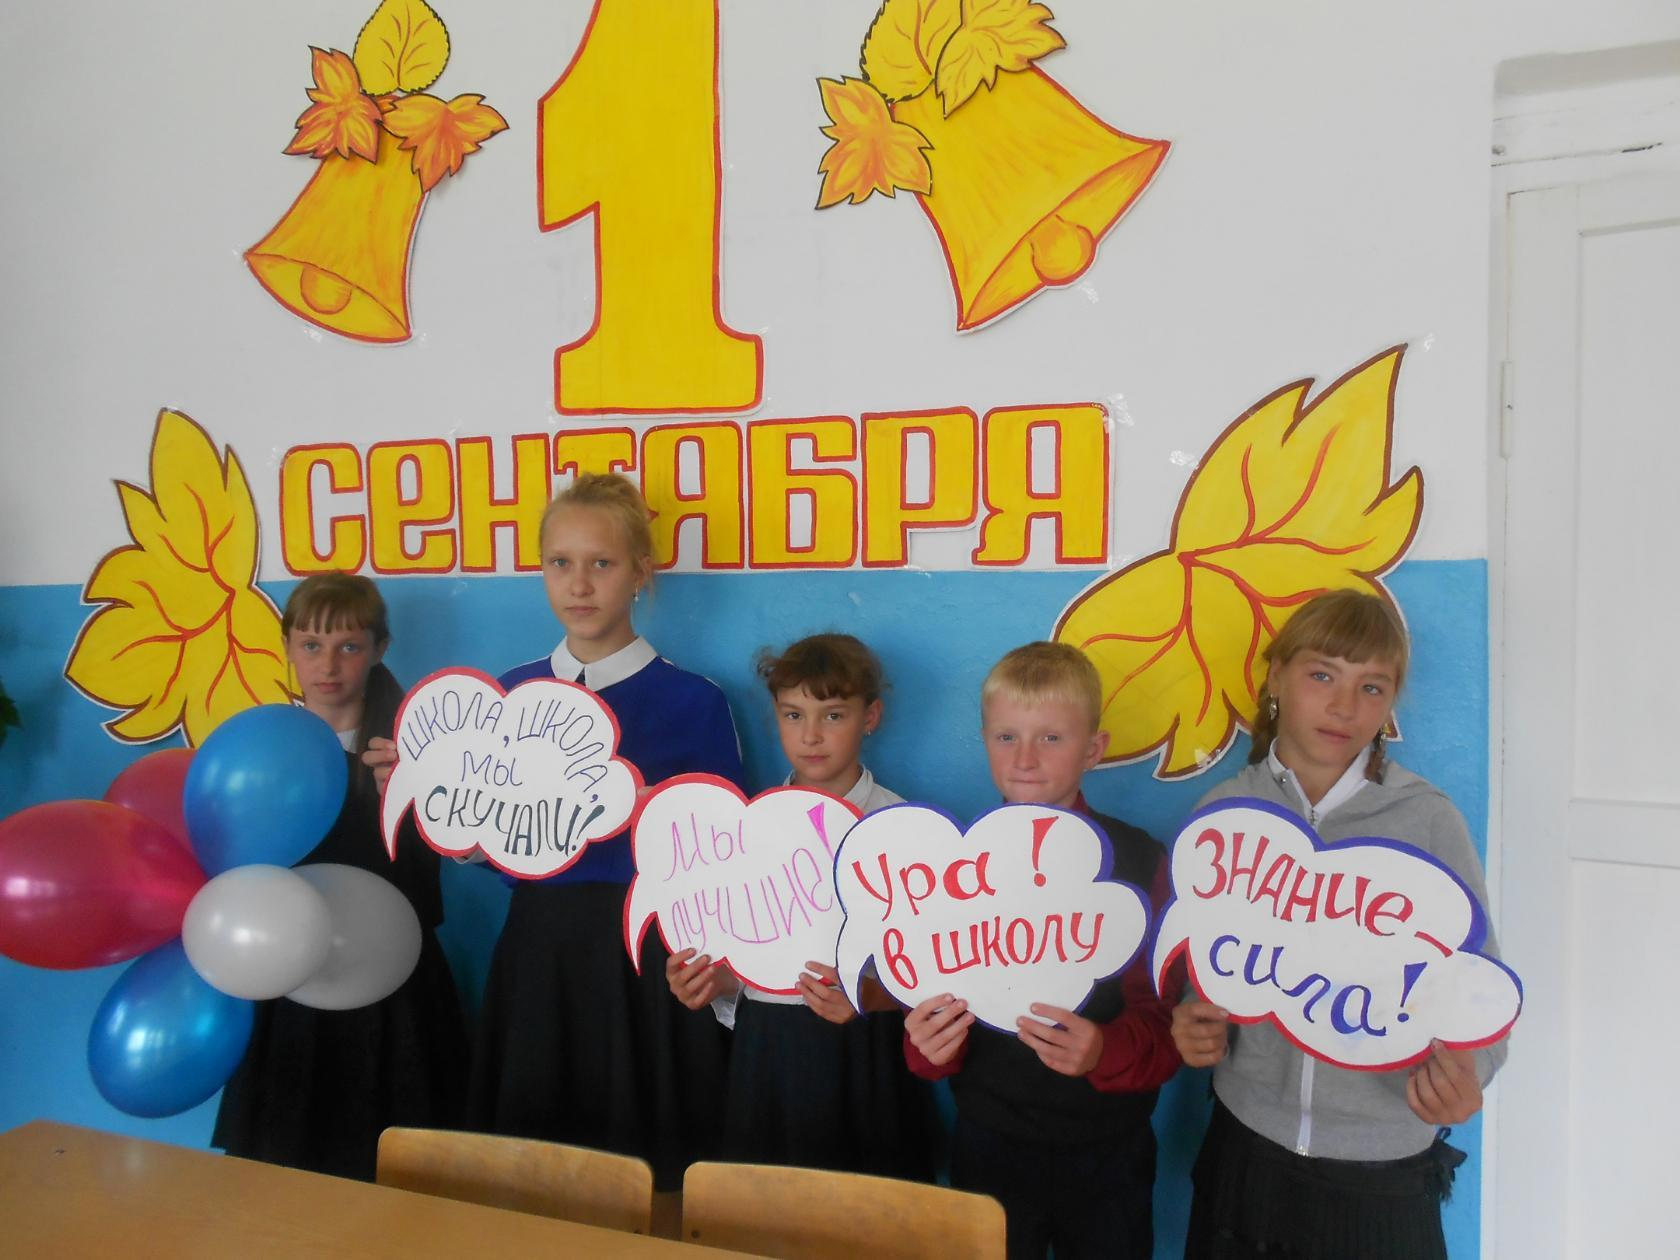 1
СЕНТЯБРЯ
ШКОЛА, ШКОЛА,
МЫ
СКУЧАЛИ!
МЫ
ЛУЧШИЕ!
Ура!
в школу
Знание –
сила!